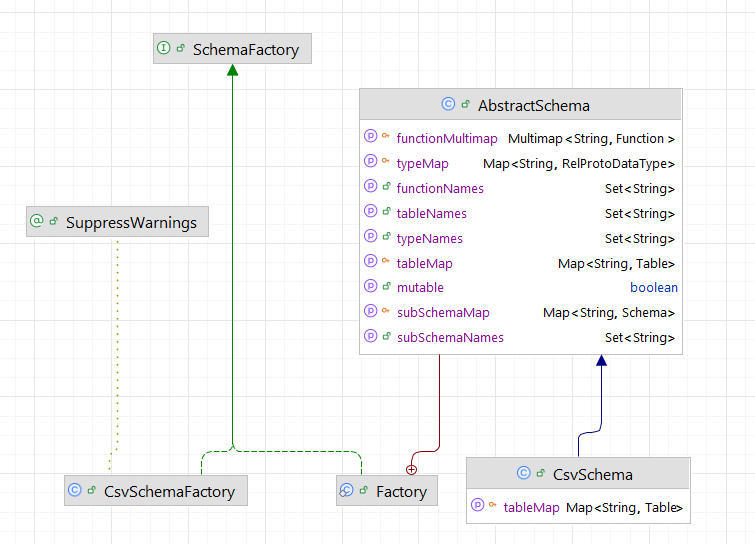 SchemaFactory
AbstractSchema
functionMultimap Multimap<String, Function >
typeMap Map<String, RelProtoDataType>
functionNames Set<String>
tableNames Set<String>
typeNames Set<String>
tableMap Map<String, Table>
mutable boolean
subSchemaMap Map<String, Schema>
subSchemaNames Set<String>
SuppressWarnings
CsvSchemaFactory
Factory
CsvSchema
tableMap Map<String, Table>